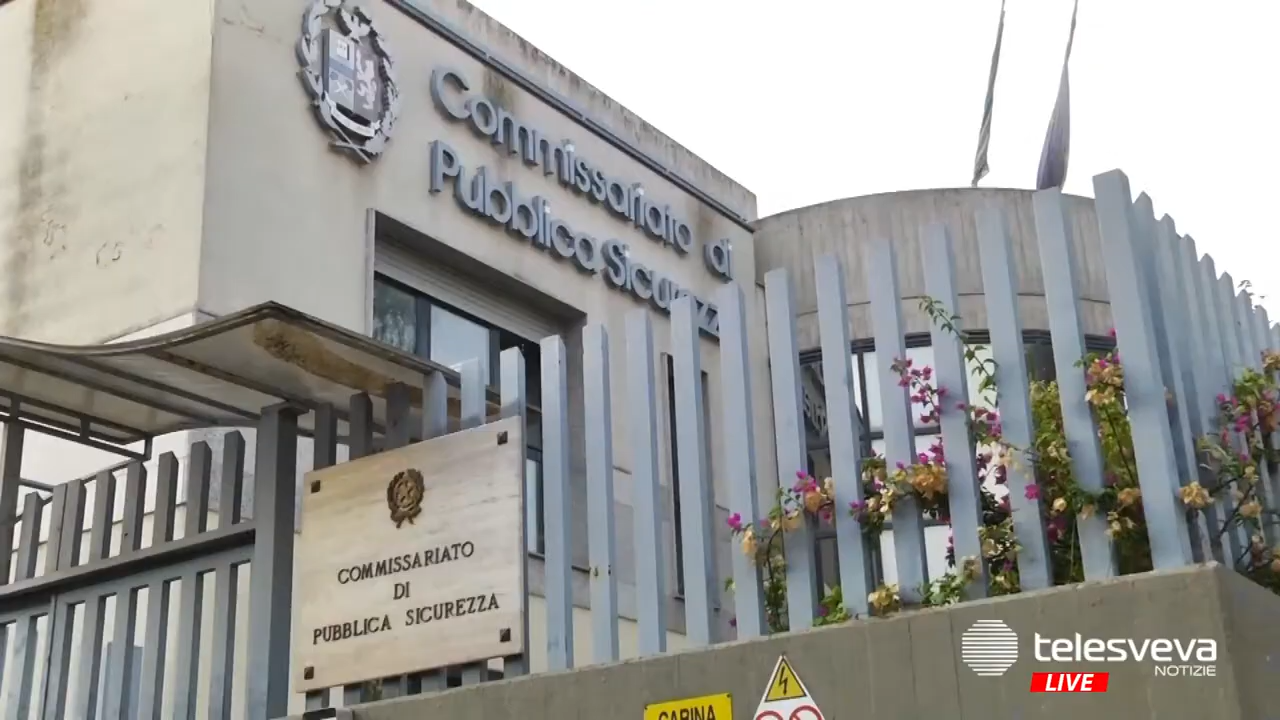 Commissariato di
Pubblica Sicurezza
COMMISSARIATO
DI
PUBBLICA SICUREZZA
CABINA
telesveva
NOTIZIE
LIVE